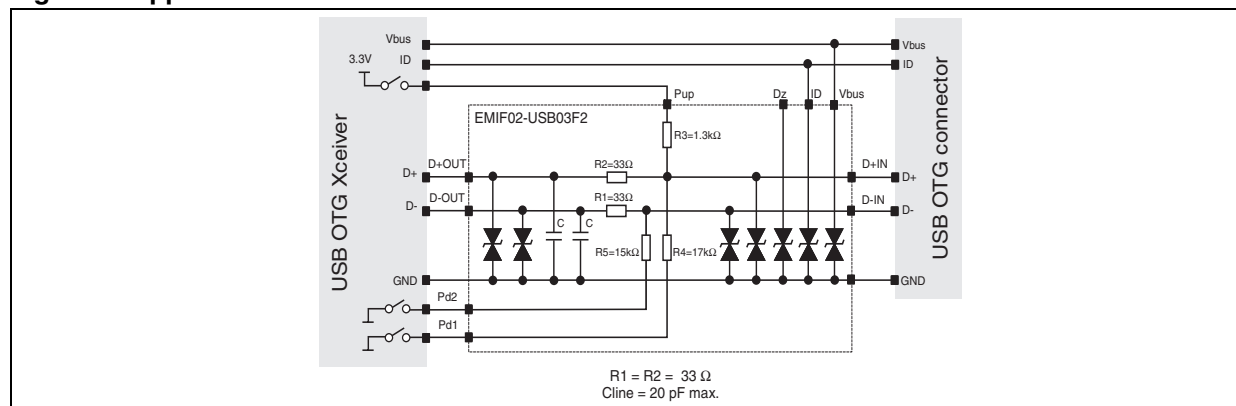 Vbus
Vbus
3.3V
ID
ID
Pup
Dz
ID
Vbus
EMIF02-USB03F2
R3=1.3kΩ
USB OTG Xceiver
USB OTG connector
D+OUT
R2=33Ω
D+IN
D+
D+
D-OUT
R1=33Ω
D-IN
D-
D-
C
C
R5=15kΩ
R4=17kΩ
GND
GND
Pd2
Pd1
R1 = R2 = 33 Ω
Cline = 20 pF max.